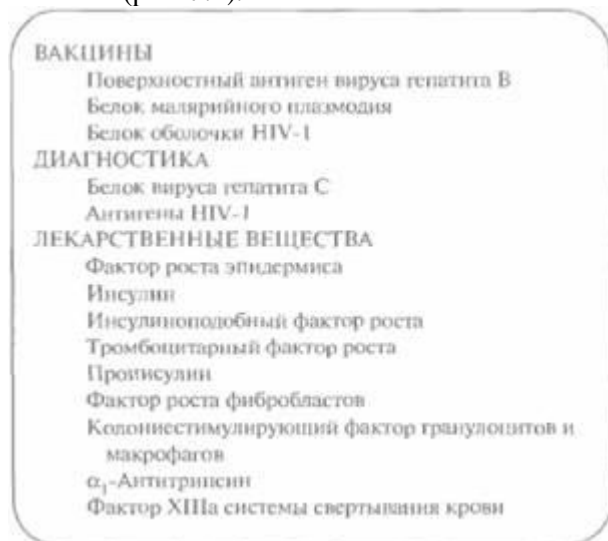 ВАКЦИНЫ
Поверхностный антиген вируса гепатита В
Белок малярийного плазмодия
Белок оболочки HIV-1
ДИАГНОСТИКА
Белок вируса гепатита С
Антигены HIV-1
ЛЕКАРСТВЕННЫЕ ВЕЩЕСТВА
Фактор роста эпидермиса
Инсулин
Инсулиноподобный фактор роста
Тромбоцитарный фактор роста
Проинсулин
Фактор роста фибробластов
Колониестимулирующий фактор гранулоцитов и
макрофагов
α₁-Антитрипсин
Фактор XIIIa системы свертывания крови